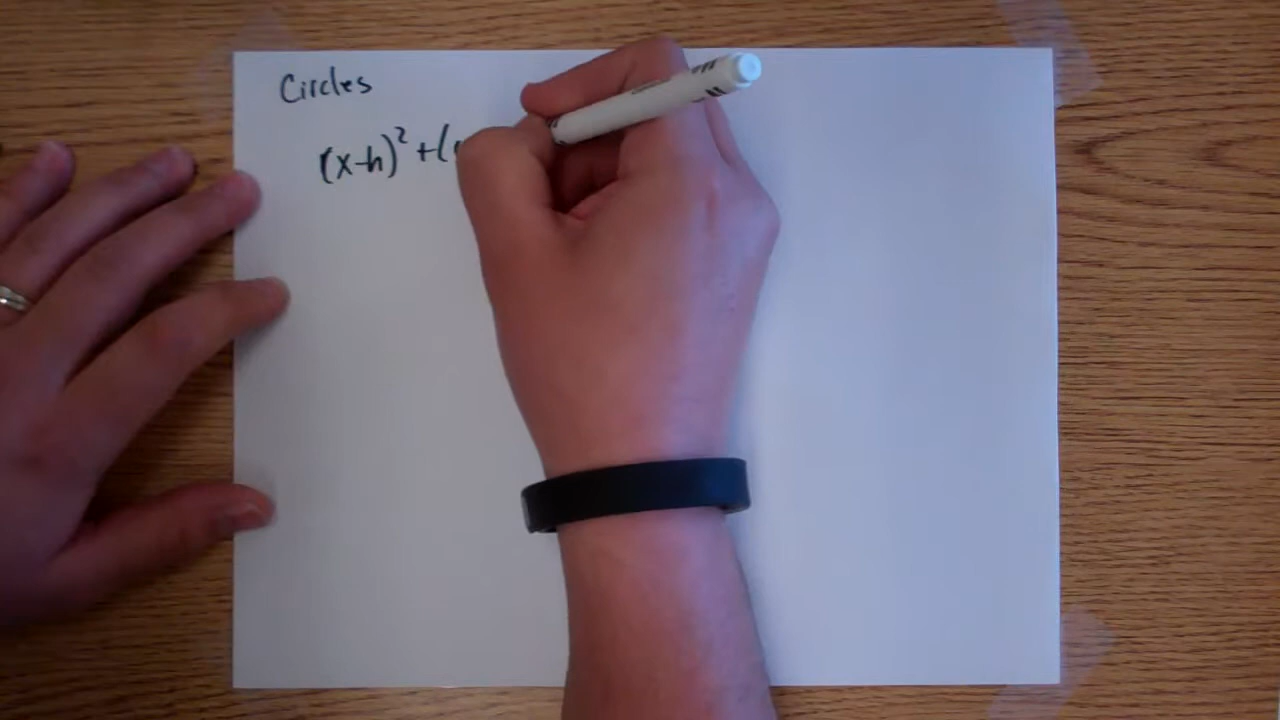 Circles
(x-h)² + (